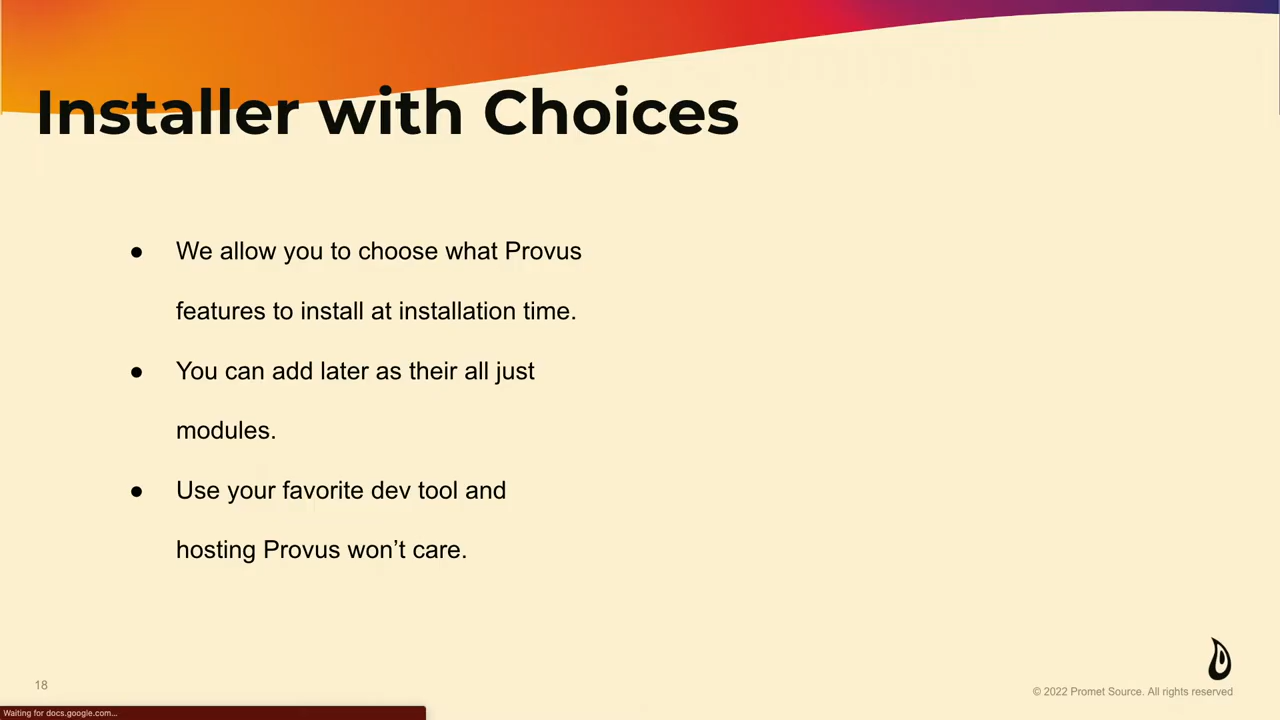 Installer with Choices
● We allow you to choose what Provus
features to install at installation time.
● You can add later as their all just
modules.
● Use your favorite dev tool and
hosting Provus won’t care.
18
© 2022 Promet Source. All rights reserved
Waiting for docs.google.com...